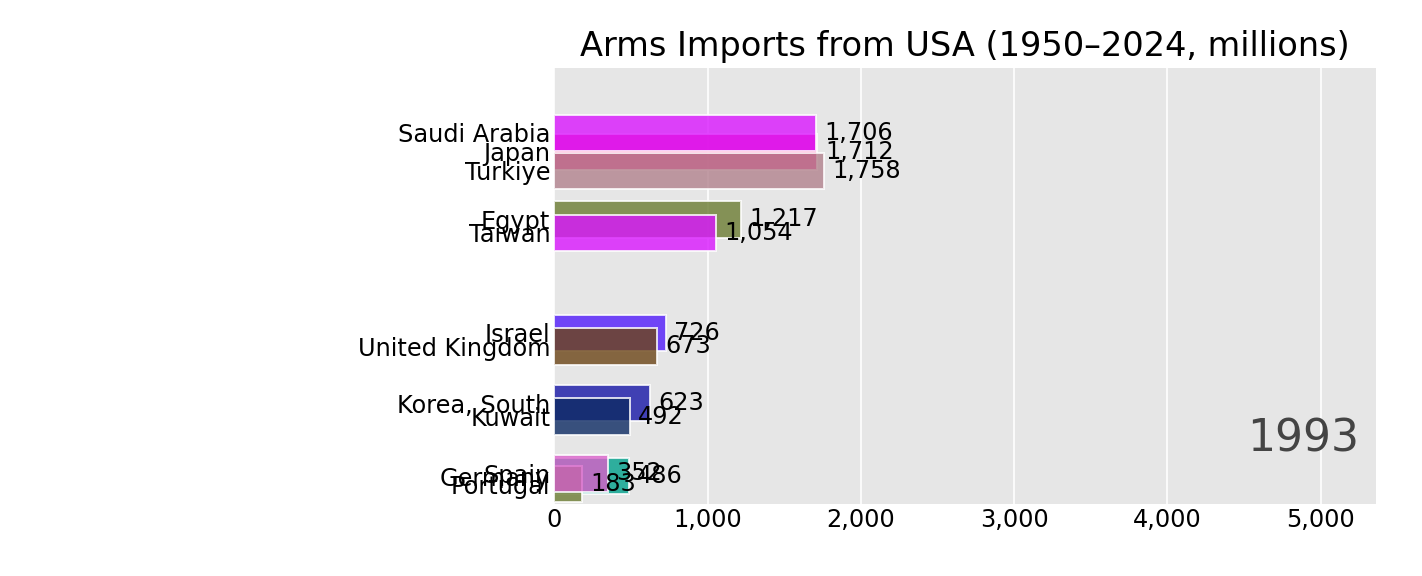 Arms Imports from USA (1950–2024, millions)
Saudi Arabia 1,706
Japan 1,712
Türkiye 1,758
Egypt 1,217
Taiwan 1,054
Israel 726
United Kingdom 673
Korea, South 623
Kuwait 492
Spain 352
Germany 486
Portugal 183
1993
0 1,000 2,000 3,000 4,000 5,000